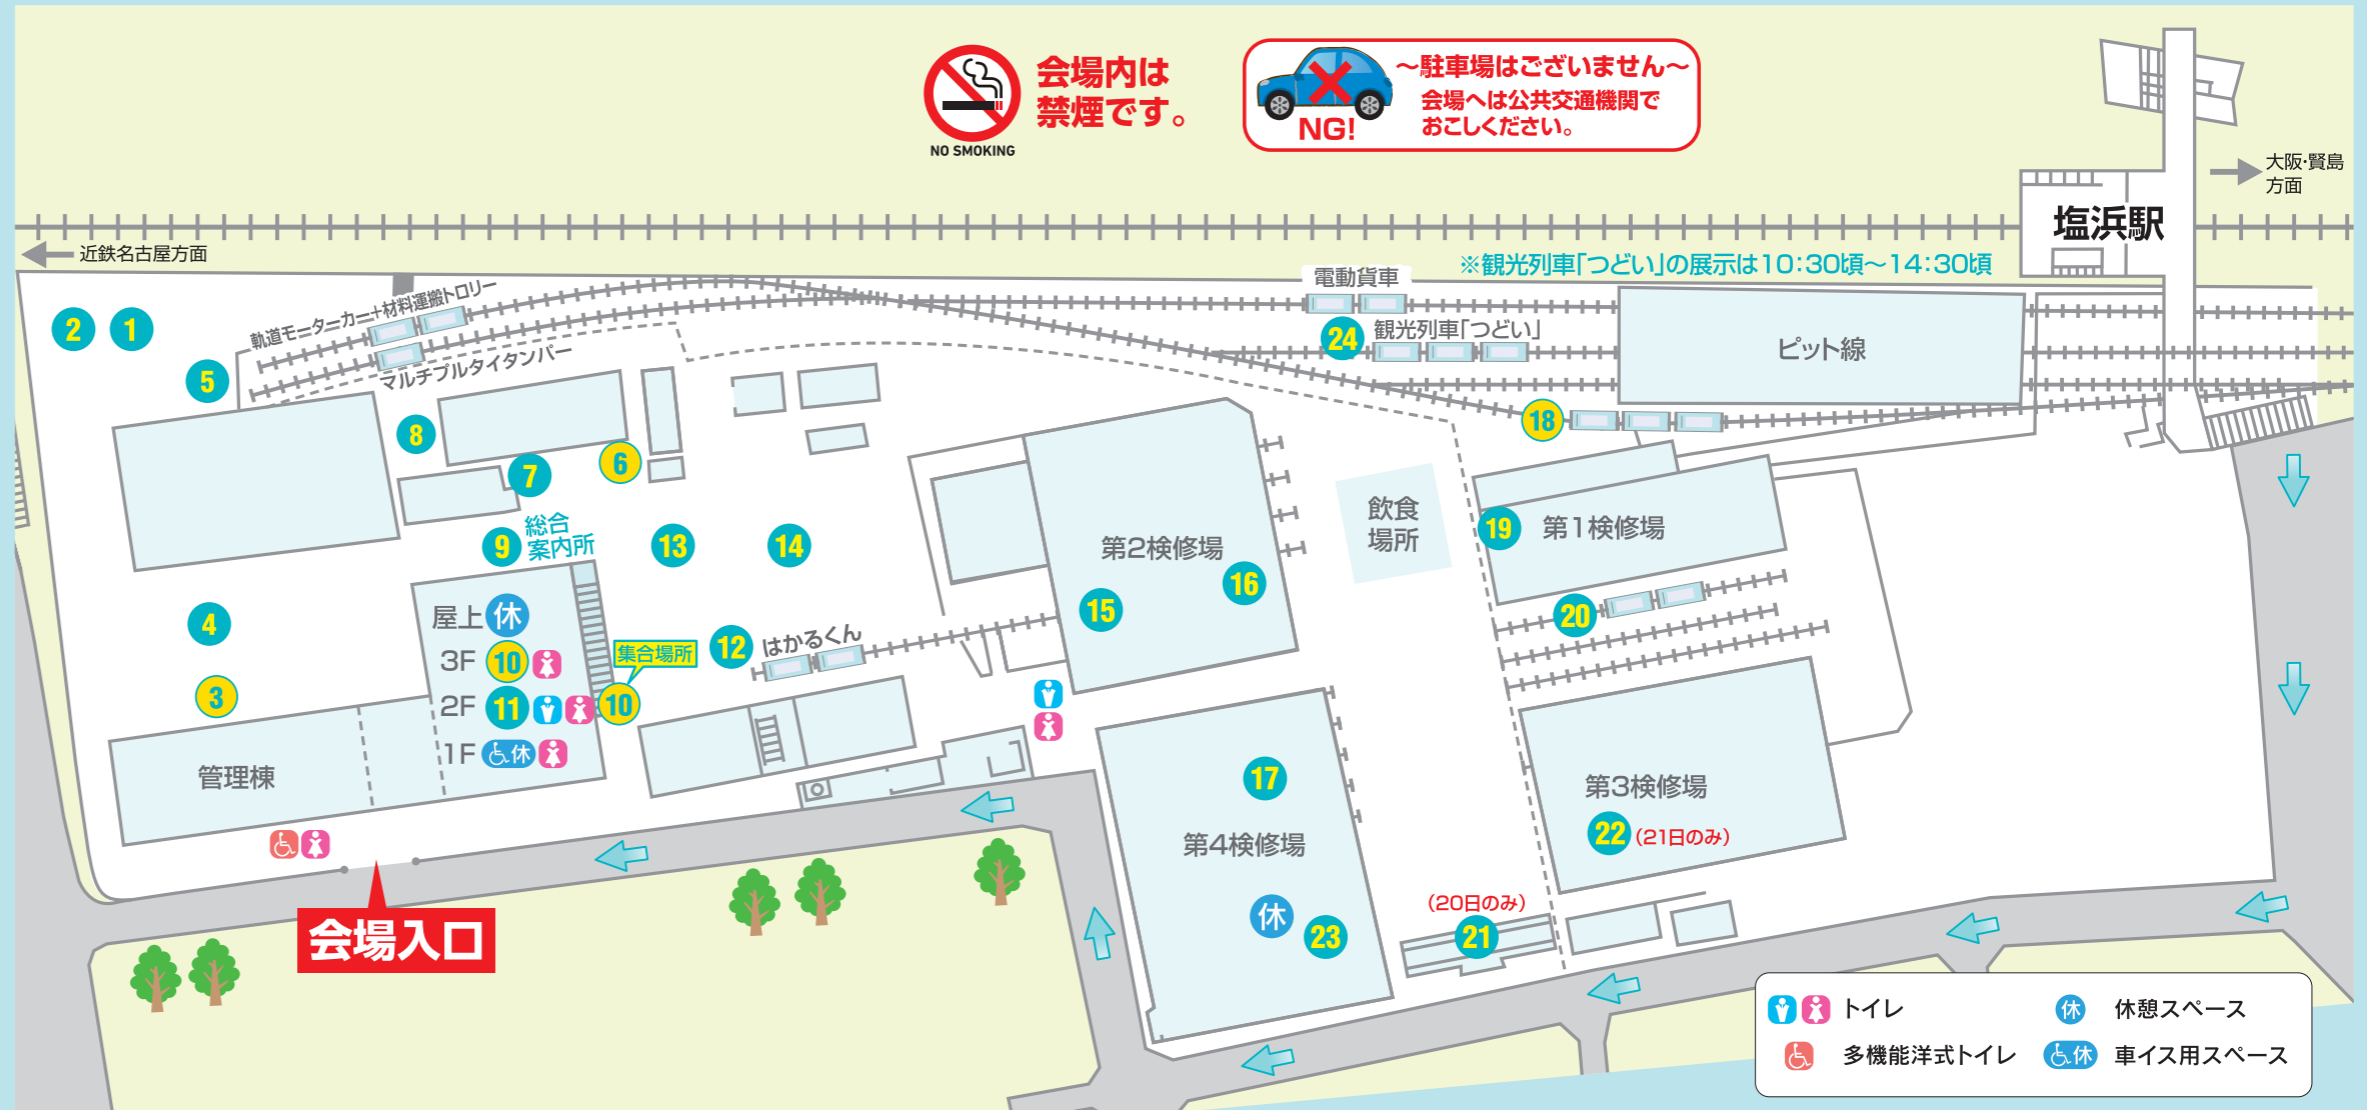 会場内は
禁煙です。
NO SMOKING
～駐車場はございません～
会場へは公共交通機関で
おこしください。
NG!
大阪・賢島
方面
塩浜駅
近鉄名古屋方面
※観光列車「つどい」の展示は10:30頃～14:30頃
電動貨車
軌道モーターカー+材料運搬トロリー
2
1
24
観光列車「つどい」
ピット線
マルチプルタイタンパー
5
18
8
6
7
飲食
場所
19
第1検修場
9
総合
案内所
13
14
第2検修場
16
15
20
4
屋上 休
3F 10
集合場所
12
はかるくん
3
2F 11
10
1F 休
管理棟
17
第3検修場
22
(21日のみ)
第4検修場
休
23
(20日のみ)
21
会場入口
トイレ
休
休憩スペース
多機能洋式トイレ
休
車イス用スペース